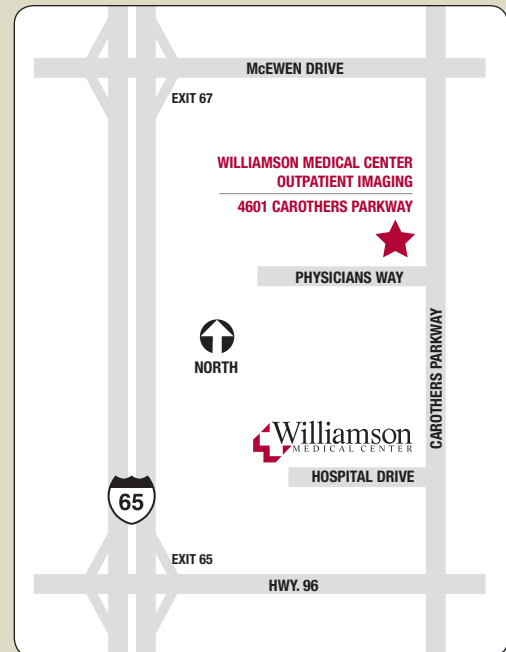 McEWEN DRIVE
EXIT 67
WILLIAMSON MEDICAL CENTER
OUTPATIENT IMAGING
4601 CAROTHERS PARKWAY
PHYSICIANS WAY
CAROTHERS PARKWAY
NORTH
Williamson
MEDICAL CENTER
HOSPITAL DRIVE
65
EXIT 65
HWY. 96